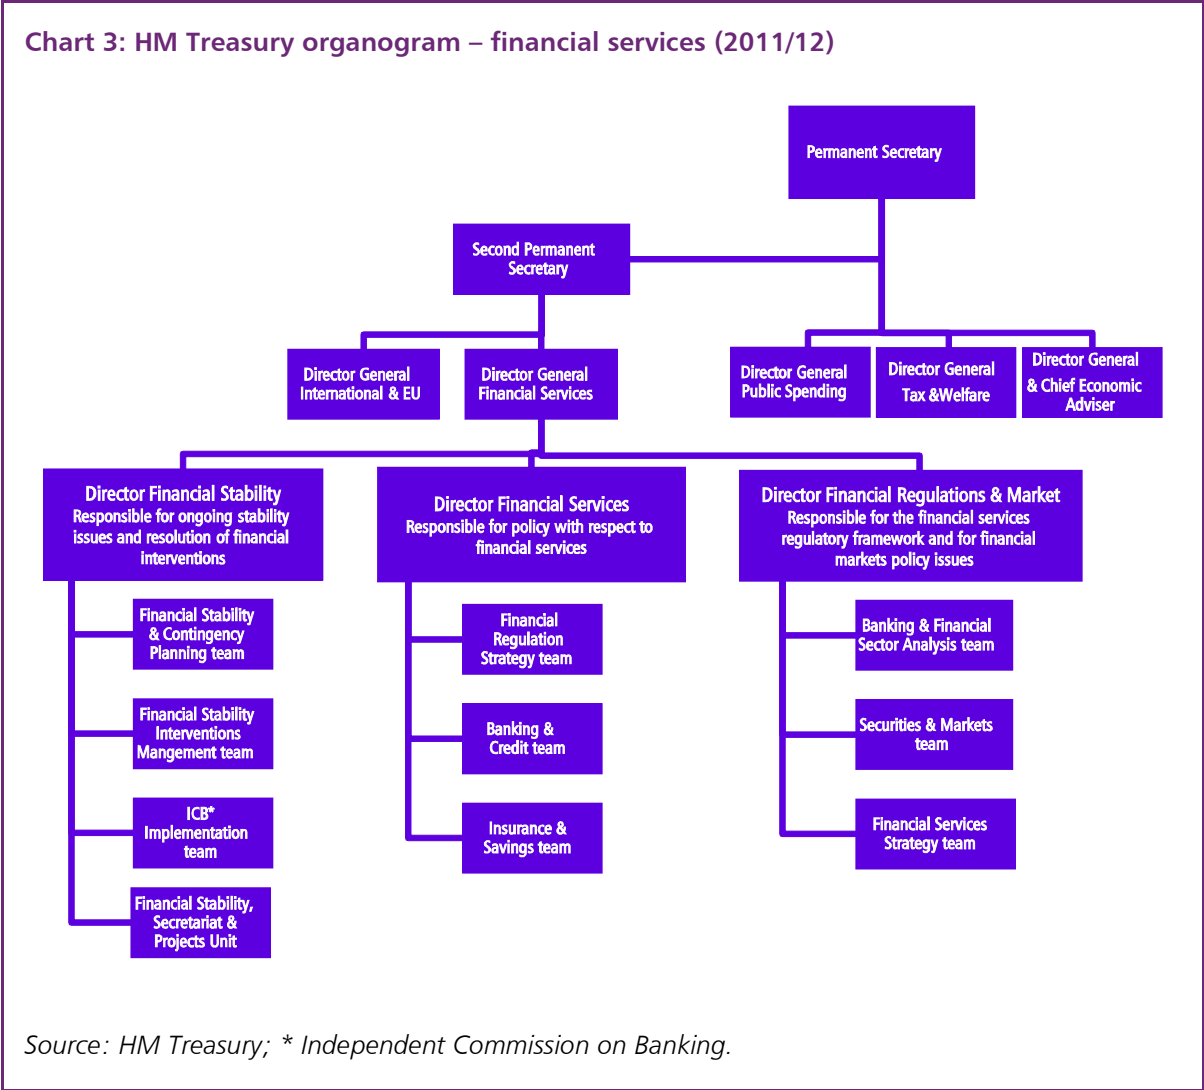 Chart 3: HM Treasury organogram – financial services (2011/12)
Permanent Secretary
Second Permanent
Secretary
Director General
International & EU
Director General
Financial Services
Director General
Public Spending
Director General
Tax &Welfare
Director General
& Chief Economic
Adviser
Director Financial Stability
Responsible for ongoing stability
issues and resolution of financial
interventions
Director Financial Services
Responsible for policy with respect to
financial services
Director Financial Regulations & Market
Responsible for the financial services
regulatory framework and for financial
markets policy issues
Financial Stability
& Contingency
Planning team
Financial Stability
Interventions
Mangement team
ICB*
Implementation
team
Financial Stability,
Secretariat &
Projects Unit
Financial
Regulation
Strategy team
Banking &
Credit team
Insurance &
Savings team
Banking & Financial
Sector Analysis team
Securities & Markets
team
Financial Services
Strategy team
Source: HM Treasury; * Independent Commission on Banking.